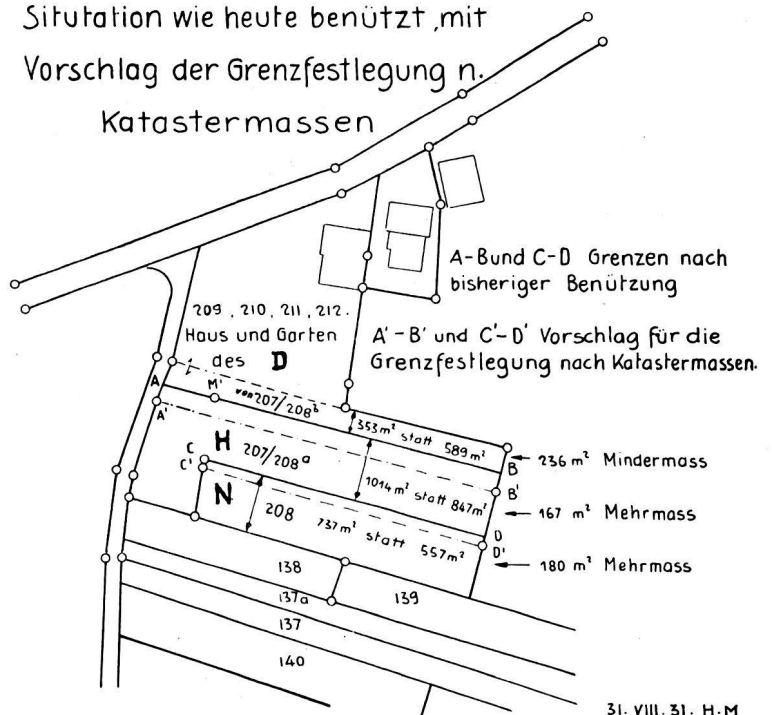 Situtation wie heute benützt, mit
Vorschlag der Grenzfestlegung n.
Katastermassen
A-B und C-D Grenzen nach
bisheriger Benützung
209, 210, 211, 212.
Haus und Garten
des D
A'-B' und C'-D' Vorschlag für die
Grenzfestlegung nach Katastermassen.
A
M'
von 207/208ᵇ
A'
353 m² statt 589 m²
B
236 m² Mindermass
C
H
207/208ᵃ
C'
1014 m² statt 847 m²
B'
167 m² Mehrmass
N
208
737 m² statt 557 m²
D
D'
180 m² Mehrmass
138
137a
139
137
140
31. VIII. 31. H.M